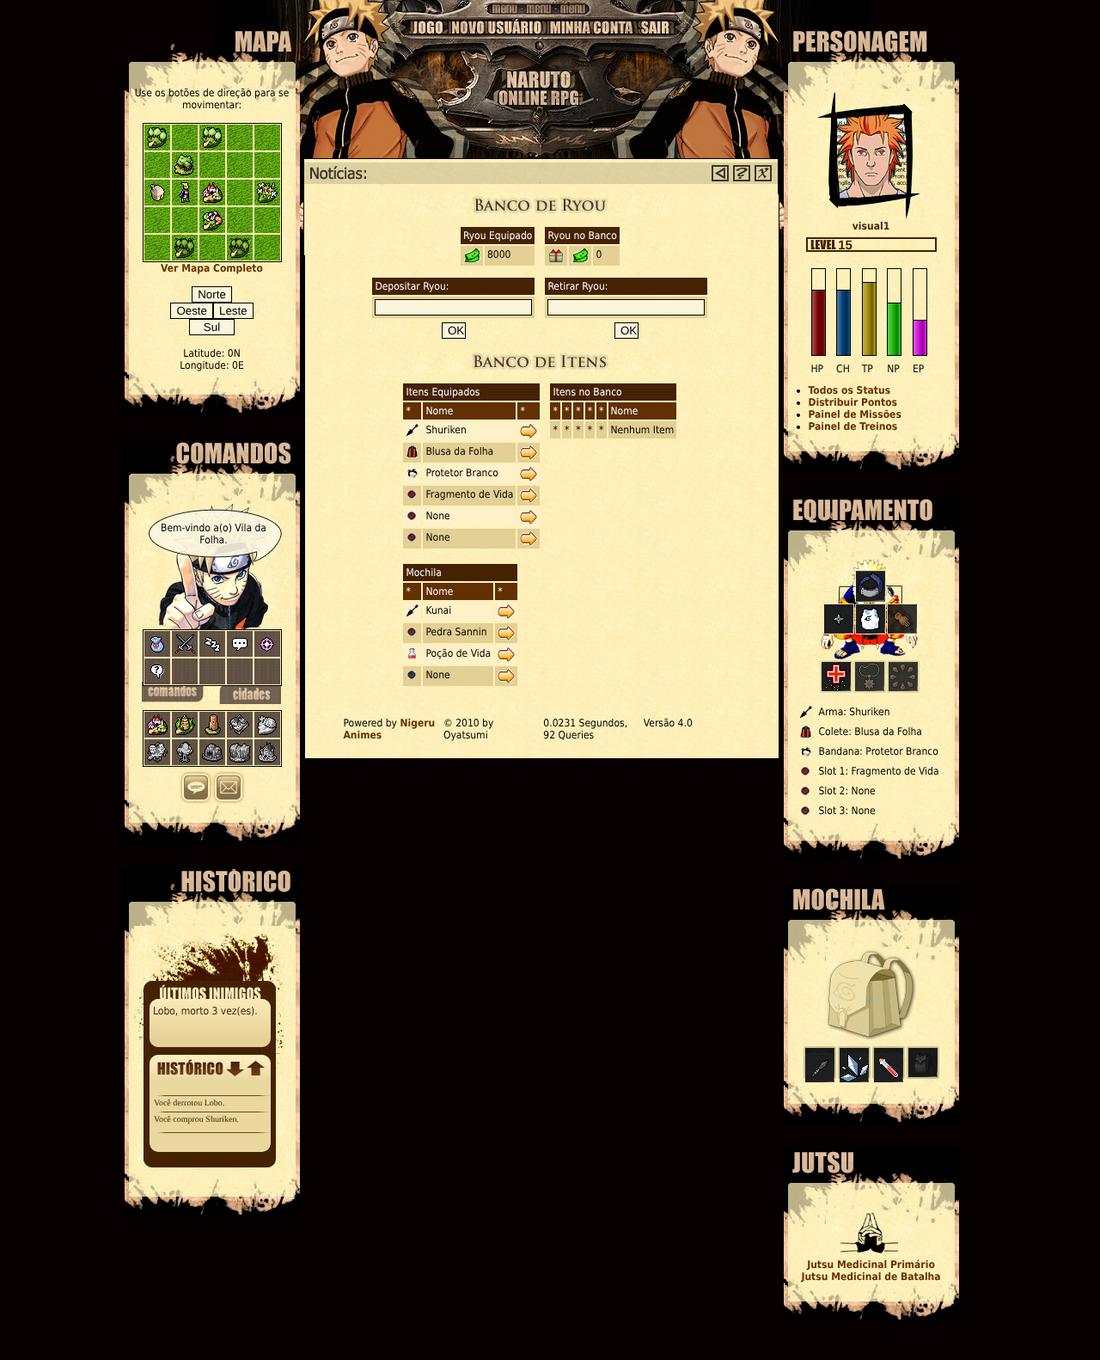 menu - menu - menu
JOGO NOVO USUÁRIO MINHA CONTA SAIR
NARUTO
ONLINE RPG
MAPA
Use os botões de direção para se
movimentar:
Ver Mapa Completo
Norte
Oeste Leste
Sul
Latitude: 0N
Longitude: 0E
COMANDOS
Bem-vindo a(o) Vila da
Folha.
comandos cidades
HISTÓRICO
ÚLTIMOS INIMIGOS
Lobo, morto 3 vez(es).
HISTÓRICO
Você derrotou Lobo.
Você comprou Shuriken.
Notícias:
BANCO DE RYOU
Ryou Equipado Ryou no Banco
8000 0
Depositar Ryou: Retirar Ryou:
OK OK
BANCO DE ITENS
Itens Equipados
* Nome *
Shuriken
Blusa da Folha
Protetor Branco
Fragmento de Vida
None
None
Itens no Banco
* * * * * Nome
* * * * * Nenhum Item
Mochila
* Nome *
Kunai
Pedra Sannin
Poção de Vida
None
Powered by Nigeru © 2010 by 0.0231 Segundos, Versão 4.0
Animes Oyatsumi 92 Queries
PERSONAGEM
visual1
LEVEL 15
HP CH TP NP EP
Todos os Status
Distribuir Pontos
Painel de Missões
Painel de Treinos
EQUIPAMENTO
Arma: Shuriken
Colete: Blusa da Folha
Bandana: Protetor Branco
Slot 1: Fragmento de Vida
Slot 2: None
Slot 3: None
MOCHILA
JUTSU
Jutsu Medicinal Primário
Jutsu Medicinal de Batalha